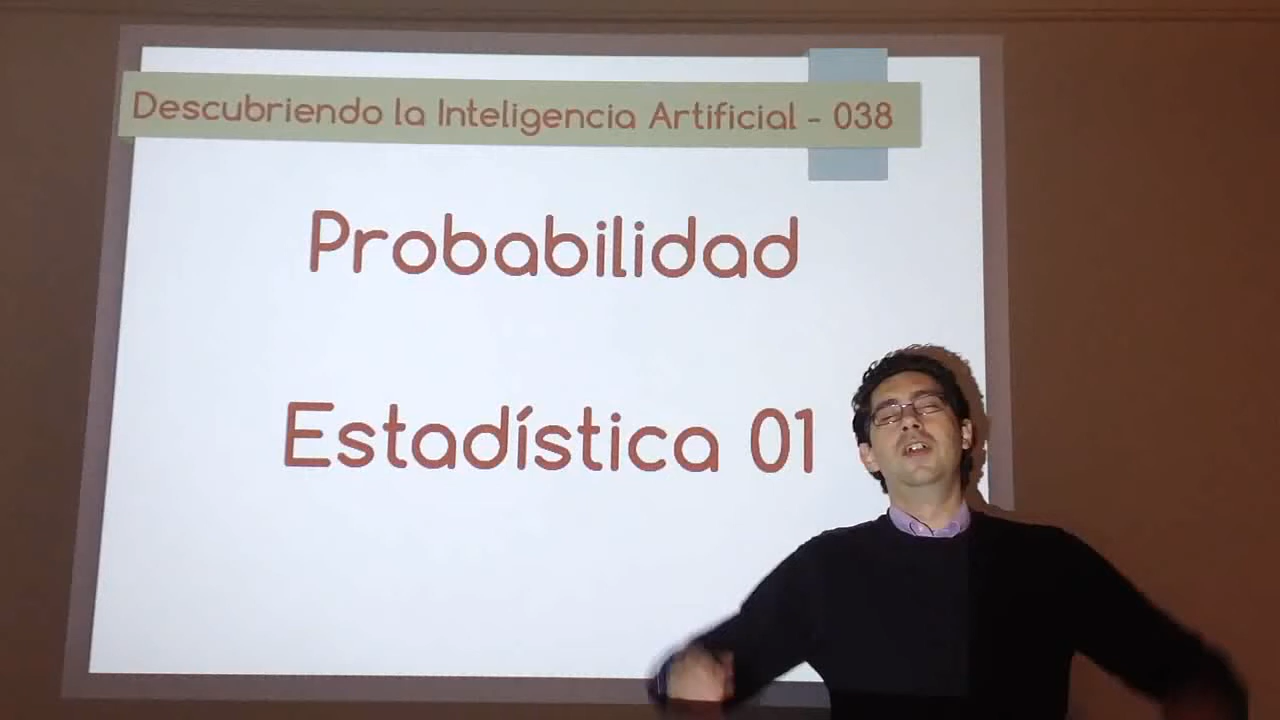 Descubriendo la Inteligencia Artificial - 038
Probabilidad
Estadística 01